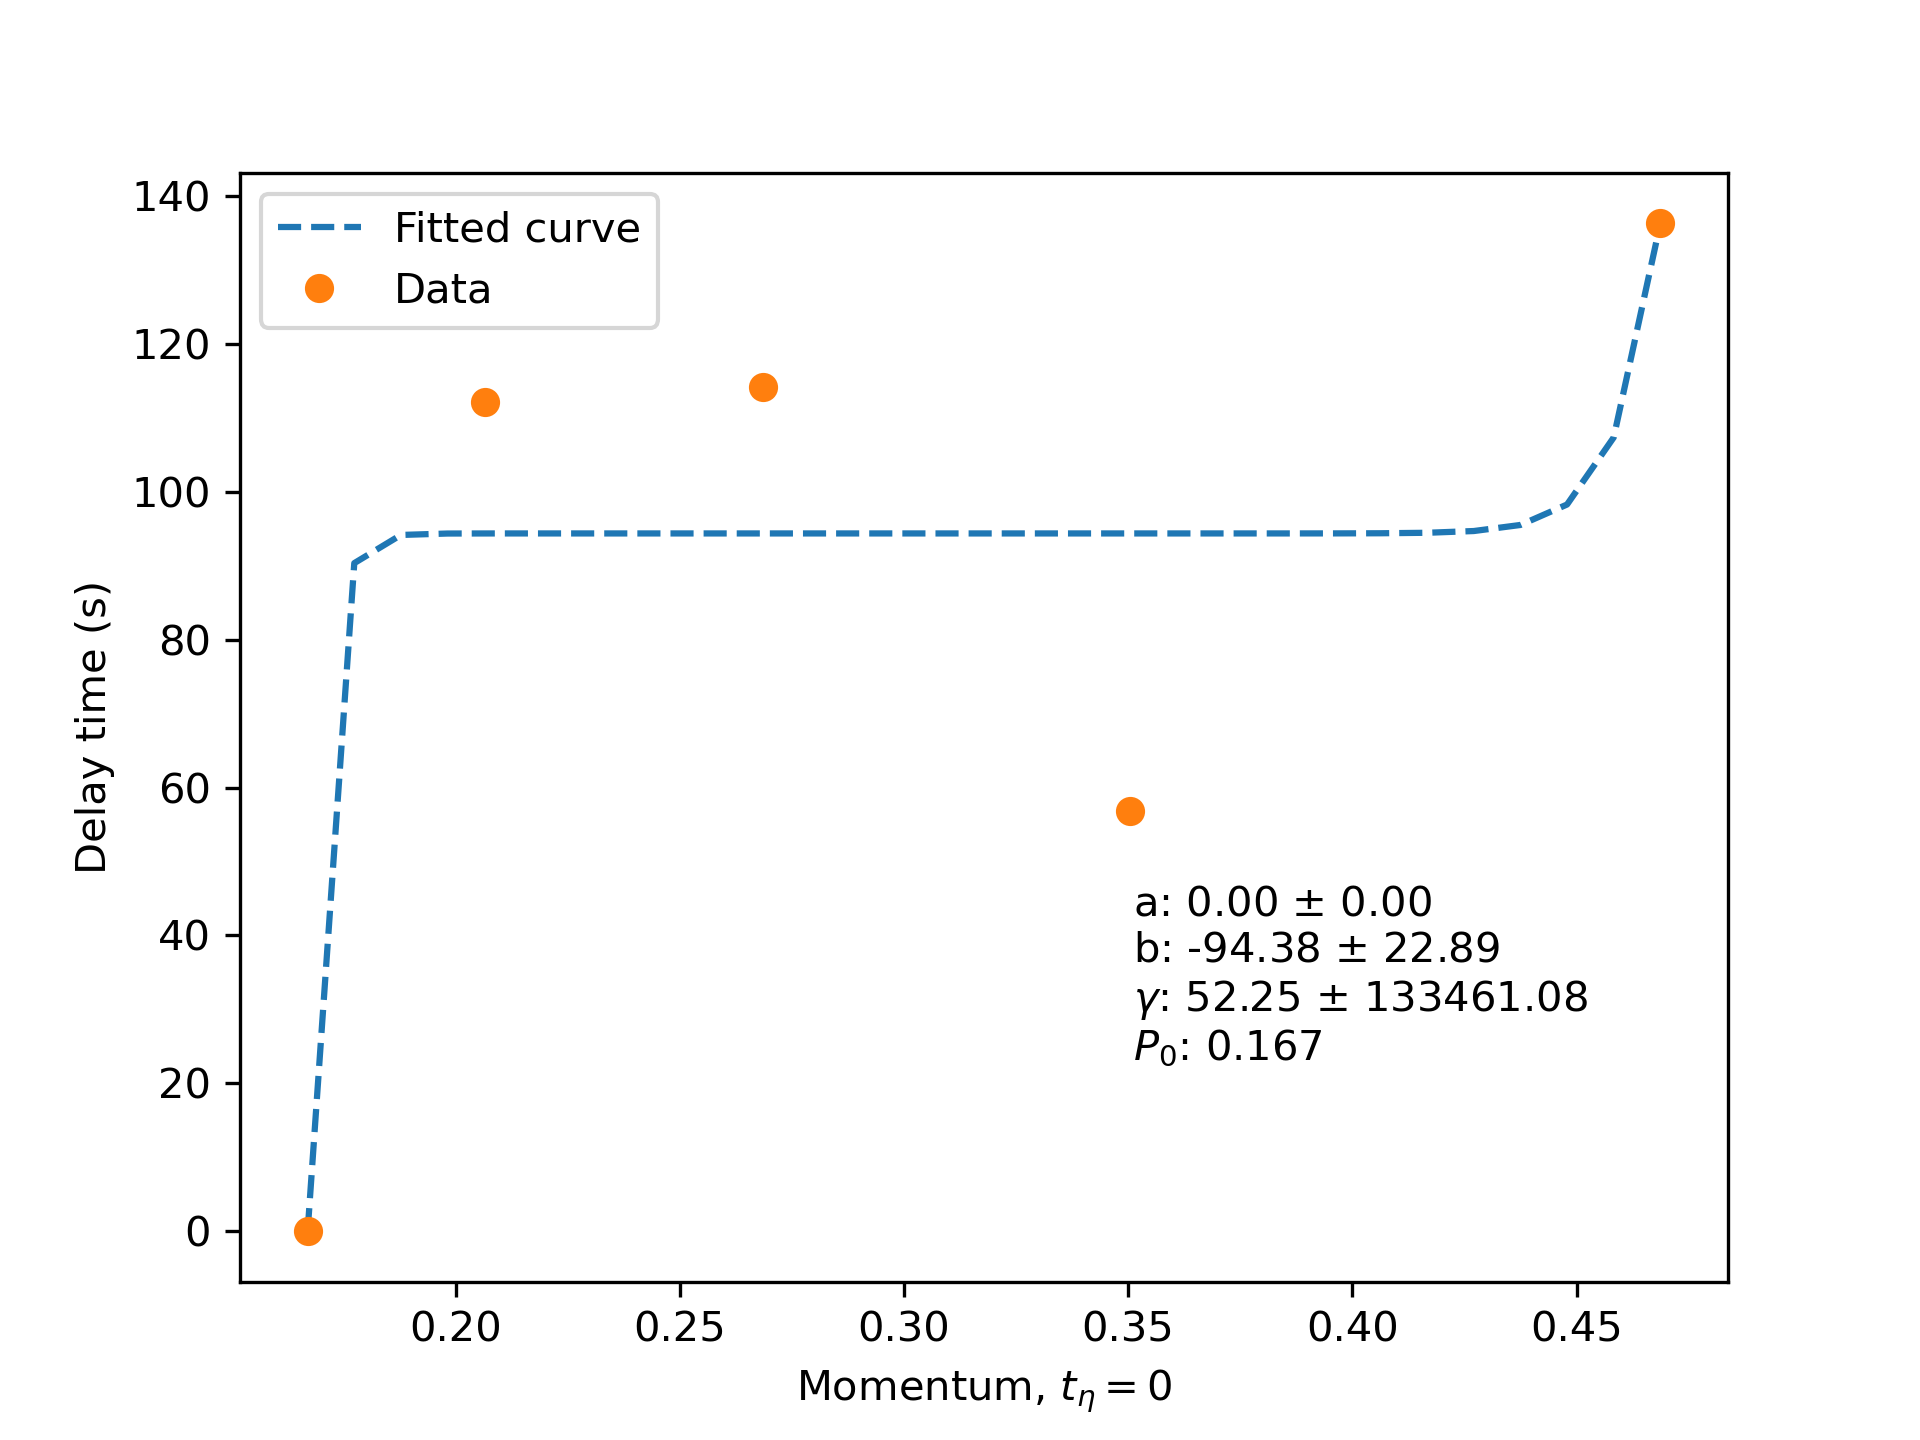 Fitted curve
Data
140
120
100
80
60
40
20
0
Delay time (s)
a: 0.00 ± 0.00
b: -94.38 ± 22.89
γ: 52.25 ± 133461.08
P₀: 0.167
0.20 0.25 0.30 0.35 0.40 0.45
Momentum, tη = 0